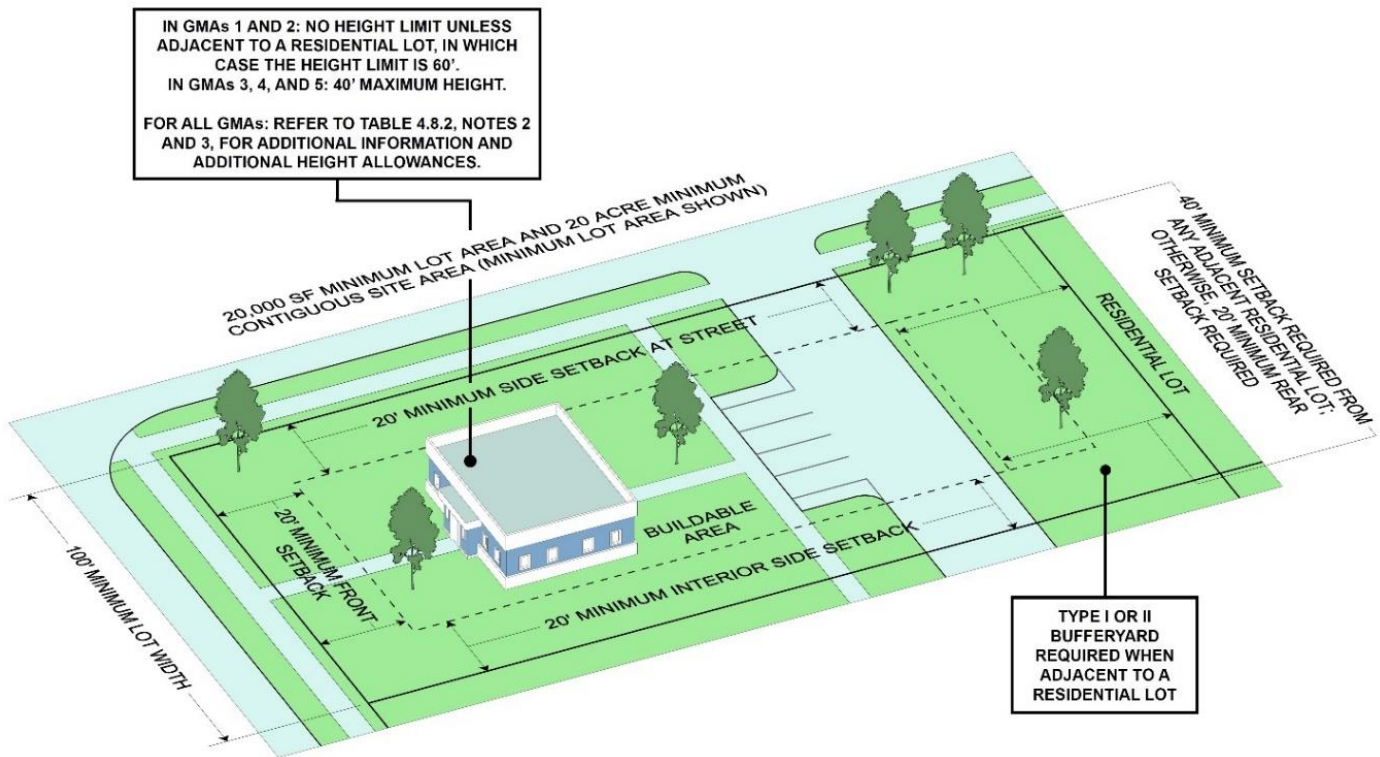 IN GMAs 1 AND 2: NO HEIGHT LIMIT UNLESS
ADJACENT TO A RESIDENTIAL LOT, IN WHICH
CASE THE HEIGHT LIMIT IS 60’.
IN GMAs 3, 4, AND 5: 40’ MAXIMUM HEIGHT.
FOR ALL GMAs: REFER TO TABLE 4.8.2, NOTES 2
AND 3, FOR ADDITIONAL INFORMATION AND
ADDITIONAL HEIGHT ALLOWANCES.
20,000 SF MINIMUM LOT AREA AND 20 ACRE MINIMUM
CONTIGUOUS SITE AREA (MINIMUM LOT AREA SHOWN)
40' MINIMUM SETBACK REQUIRED FROM
ANY ADJACENT RESIDENTIAL LOT;
OTHERWISE, 20' MINIMUM REAR
SETBACK REQUIRED
RESIDENTIAL LOT
20' MINIMUM SIDE SETBACK AT STREET
BUILDABLE
AREA
20' MINIMUM FRONT
SETBACK
20' MINIMUM INTERIOR SIDE SETBACK
100' MINIMUM LOT WIDTH
TYPE I OR II
BUFFERYARD
REQUIRED WHEN
ADJACENT TO A
RESIDENTIAL LOT